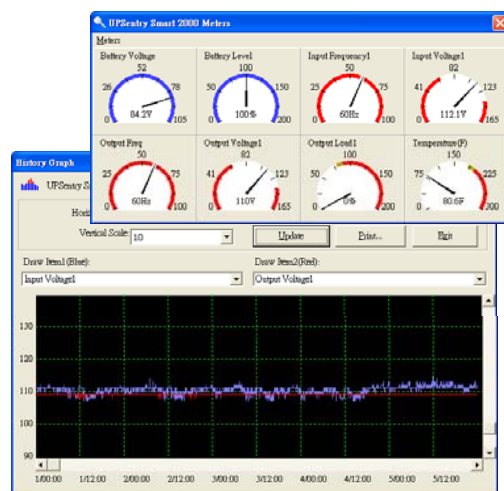 UPSentry Smart 2000 Meters
Meters
Battery Voltage
52
26
78
0
84.2V
105
Battery Level
100
50
150
0
100%
200
Input Frequency1
50
25
75
0
60Hz
100
Input Voltage1
82
41
123
0
112.1V
165
Output Freq
50
25
75
0
60Hz
100
Output Voltage1
82
41
123
0
110V
165
Output Load1
100
50
150
0
0%
200
Temperature(F)
150
75
225
0
80.6F
300
History Graph
UPSentry S
Horiz
Vertical Scale:
10
Update
Print...
Exit
Draw Item1(Blue):
Draw Item2(Red):
Input Voltage1
Output Voltage1
130
120
110
100
90
1/00:00 1/12:00 2/00:00 2/12:00 3/00:00 3/12:00 4/00:00 4/12:00 5/00:00 5/12:00